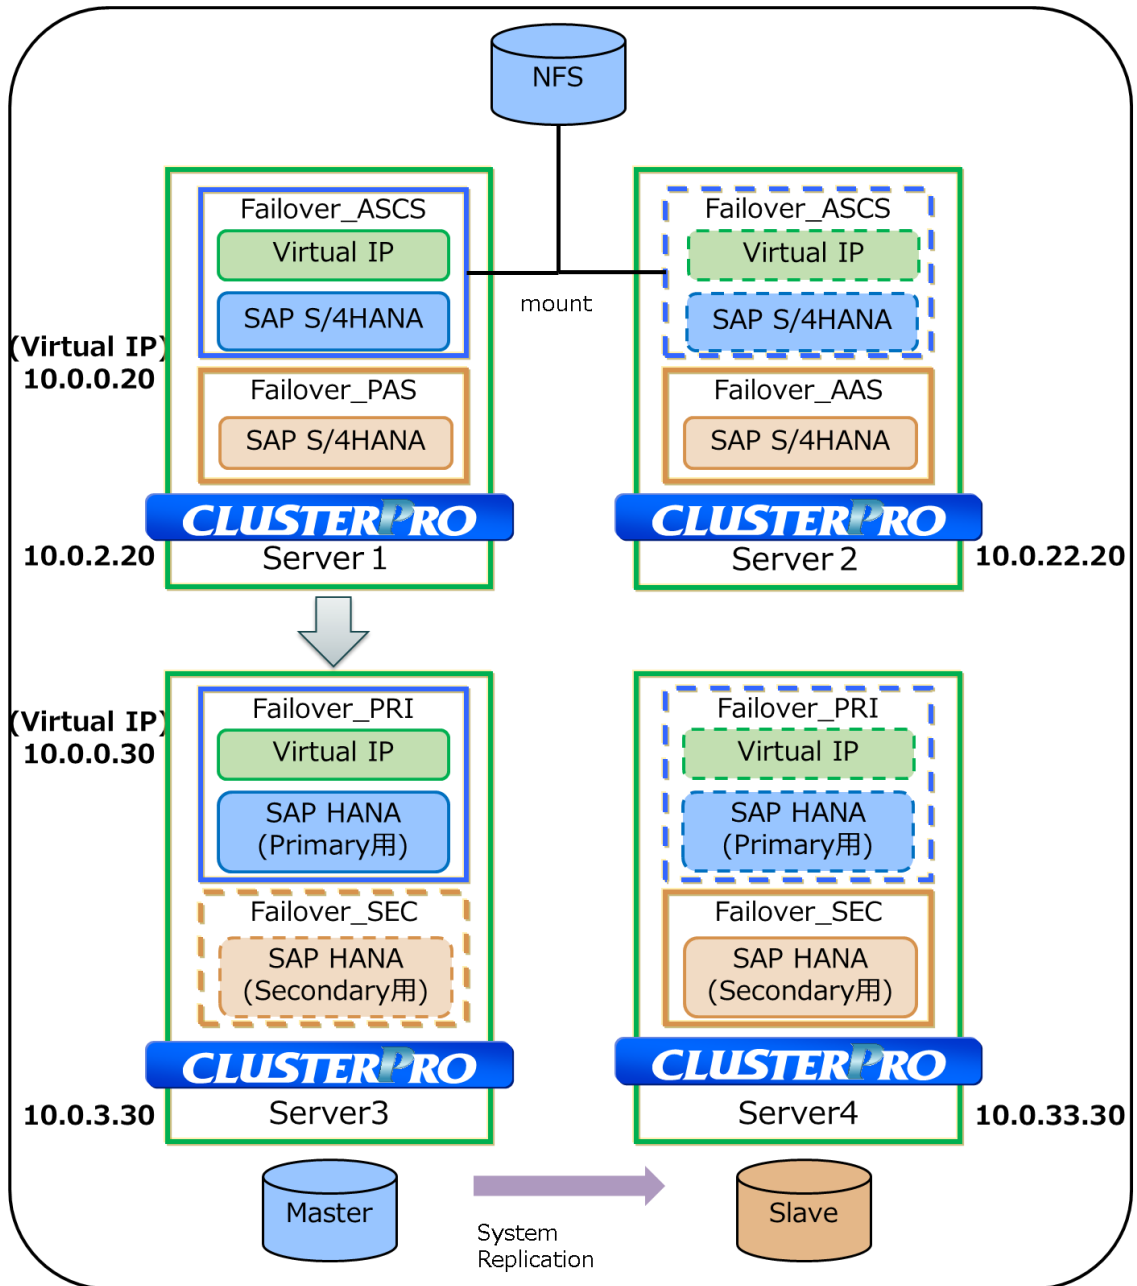 NFS
Failover_ASCS
Virtual IP
SAP S/4HANA
Failover_PAS
SAP S/4HANA
CLUSTERPRO
Server 1
(Virtual IP)
10.0.0.20
10.0.2.20
mount
Failover_ASCS
Virtual IP
SAP S/4HANA
Failover_AAS
SAP S/4HANA
CLUSTERPRO
Server 2
10.0.22.20
Failover_PRI
Virtual IP
SAP HANA
(Primary用)
Failover_SEC
SAP HANA
(Secondary用)
CLUSTERPRO
Server3
(Virtual IP)
10.0.0.30
10.0.3.30
Failover_PRI
Virtual IP
SAP HANA
(Primary用)
Failover_SEC
SAP HANA
(Secondary用)
CLUSTERPRO
Server4
10.0.33.30
Master
System
Replication
Slave